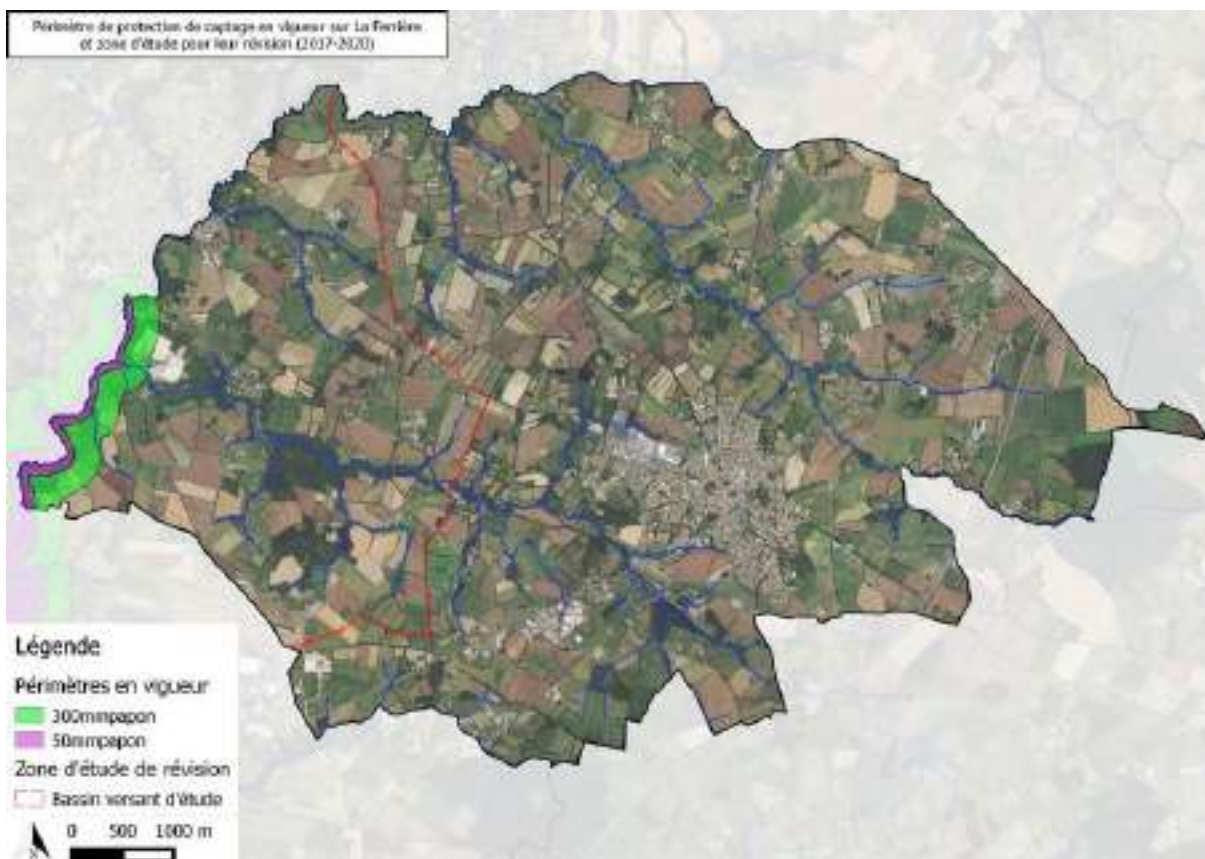 Périmètre de protection de captage en vigueur sur La Ferrière
et zone d'étude pour leur révision (2017-2020)
Légende
Périmètres en vigueur
300mmpapon
50mmpapon
Zone d'étude de révision
Bassin versant d'étude
0 500 1000 m